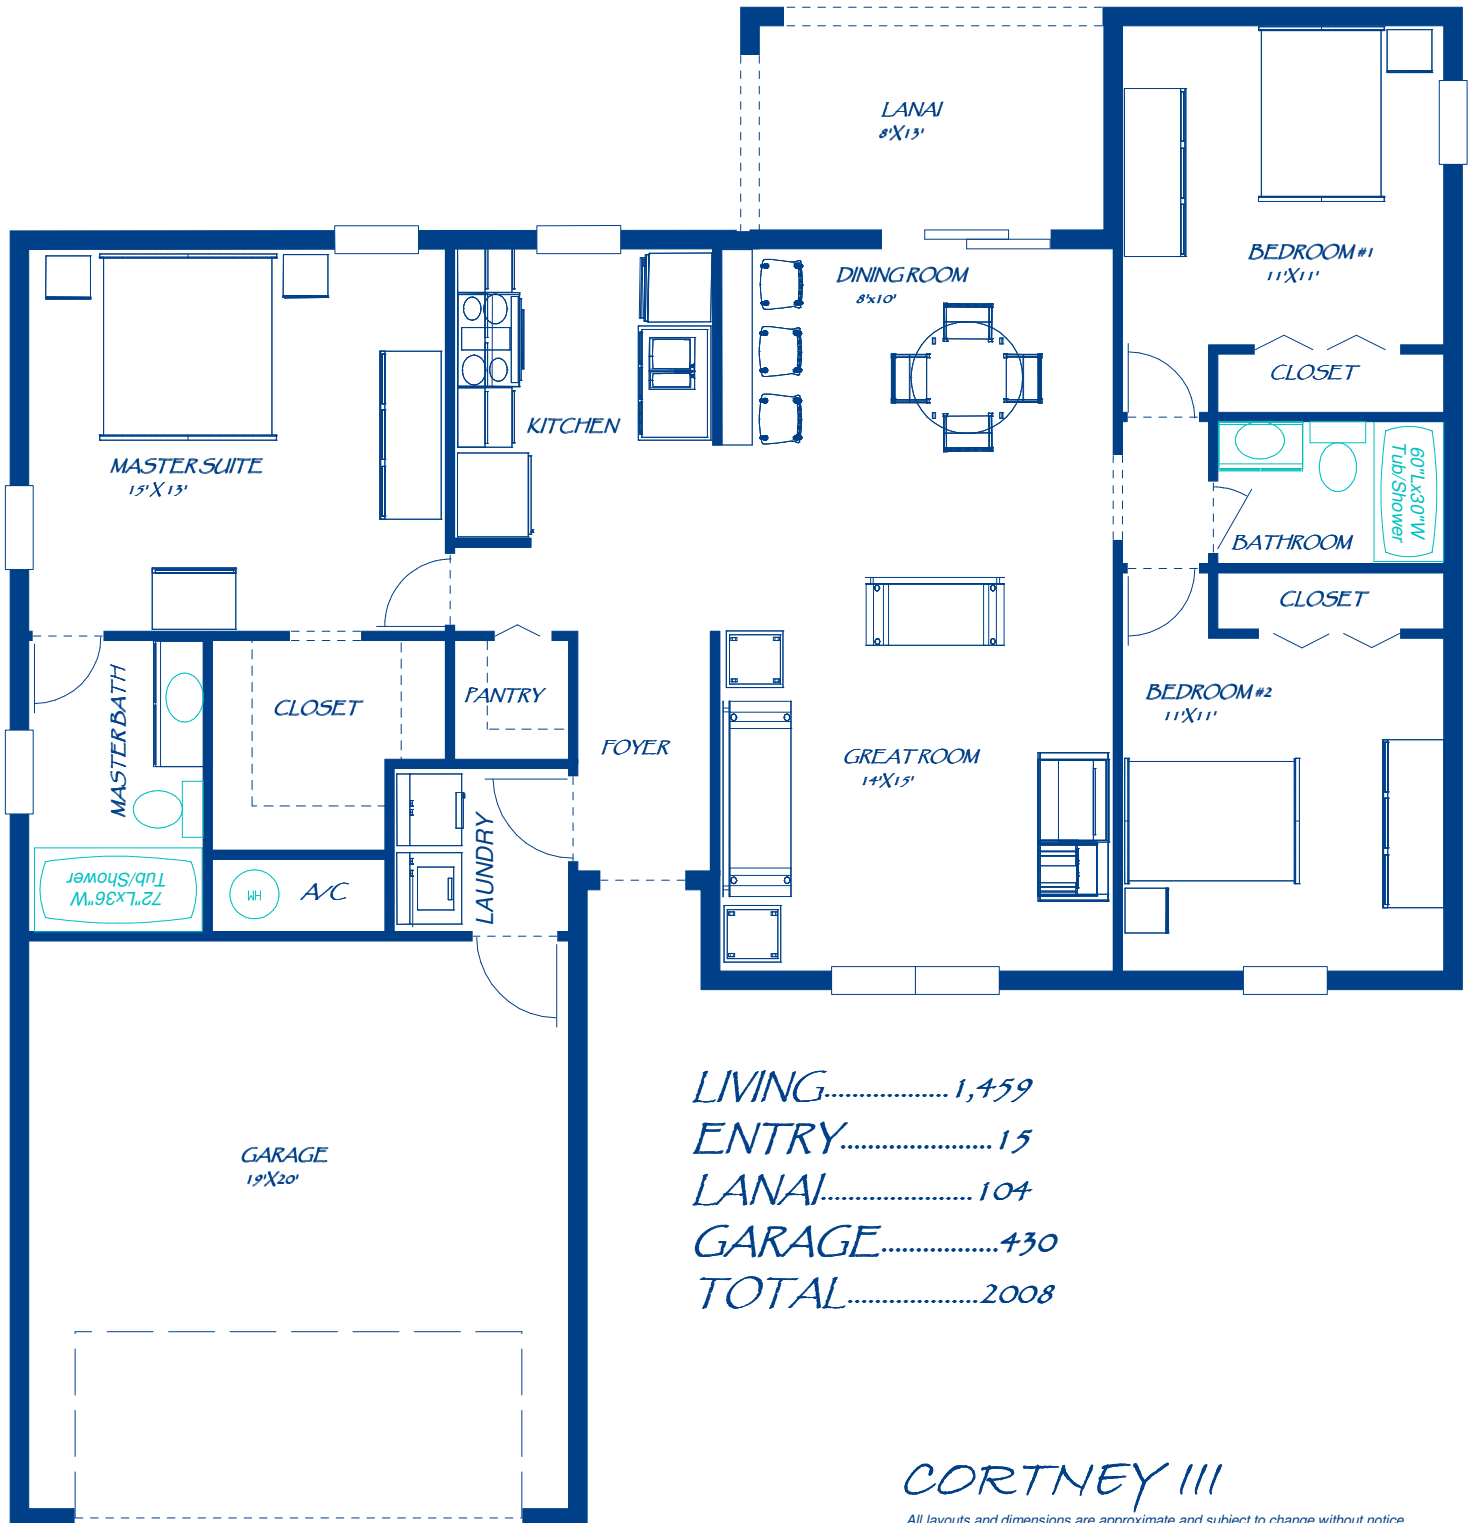 LANAI
8'X13'
BEDROOM #1
11'X11'
DINING ROOM
8'x10'
CLOSET
KITCHEN
MASTER SUITE
15'X13'
60"Lx30"W
Tub/Shower
BATHROOM
CLOSET
BEDROOM #2
11'X11'
PANTRY
CLOSET
MASTER BATH
FOYER
GREAT ROOM
14'X15'
LAUNDRY
72"Lx36"W
Tub/Shower
HW
A/C
LIVING.................. 1,459
ENTRY...................... 15
LANAI...................... 104
GARAGE.................430
TOTAL...................2008
GARAGE
19'X20'
CORTNEY III
All layouts and dimensions are approximate and subject to change without notice